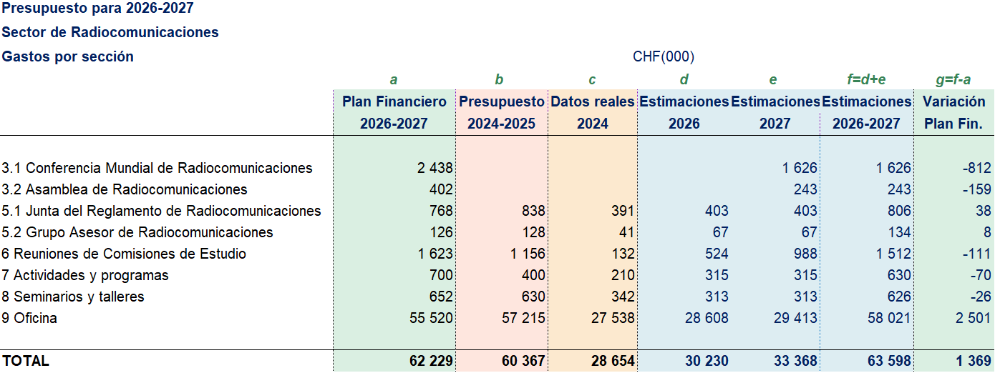 Presupuesto para 2026-2027
Sector de Radiocomunicaciones
Gastos por sección CHF(000)
a b c d e f=d+e g=f-a
Plan Financiero Presupuesto Datos reales Estimaciones Estimaciones Estimaciones Variación
2026-2027 2024-2025 2024 2026 2027 2026-2027 Plan Fin.
3.1 Conferencia Mundial de Radiocomunicaciones 2 438 1 626 1 626 -812
3.2 Asamblea de Radiocomunicaciones 402 243 243 -159
5.1 Junta del Reglamento de Radiocomunicaciones 768 838 391 403 403 806 38
5.2 Grupo Asesor de Radiocomunicaciones 126 128 41 67 67 134 8
6 Reuniones de Comisiones de Estudio 1 623 1 156 132 524 988 1 512 -111
7 Actividades y programas 700 400 210 315 315 630 -70
8 Seminarios y talleres 652 630 342 313 313 626 -26
9 Oficina 55 520 57 215 27 538 28 608 29 413 58 021 2 501
TOTAL 62 229 60 367 28 654 30 230 33 368 63 598 1 369